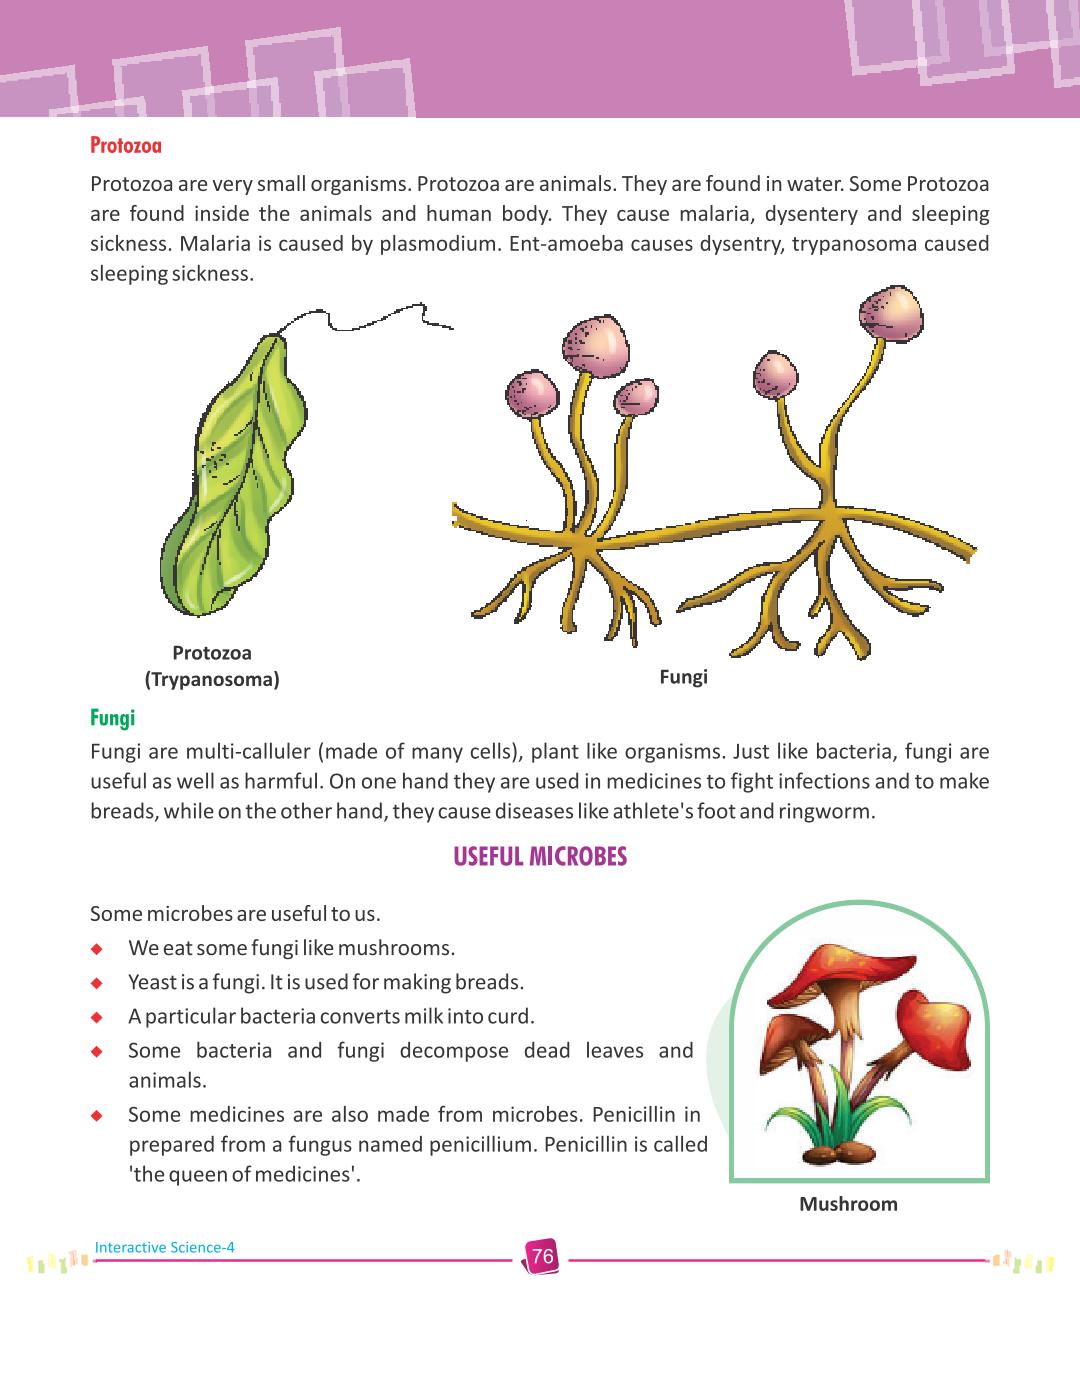 Protozoa
Protozoa are very small organisms. Protozoa are animals. They are found in water. Some Protozoa
are found inside the animals and human body. They cause malaria, dysentery and sleeping
sickness. Malaria is caused by plasmodium. Ent-amoeba causes dysentry, trypanosoma caused
sleeping sickness.
Protozoa
(Trypanosoma)
Fungi
Fungi
Fungi are multi-calluler (made of many cells), plant like organisms. Just like bacteria, fungi are
useful as well as harmful. On one hand they are used in medicines to fight infections and to make
breads, while on the other hand, they cause diseases like athlete's foot and ringworm.
USEFUL MICROBES
Some microbes are useful to us.
◆ We eat some fungi like mushrooms.
◆ Yeast is a fungi. It is used for making breads.
◆ A particular bacteria converts milk into curd.
◆ Some bacteria and fungi decompose dead leaves and
animals.
◆ Some medicines are also made from microbes. Penicillin in
prepared from a fungus named penicillium. Penicillin is called
'the queen of medicines'.
Mushroom
Interactive Science-4
76